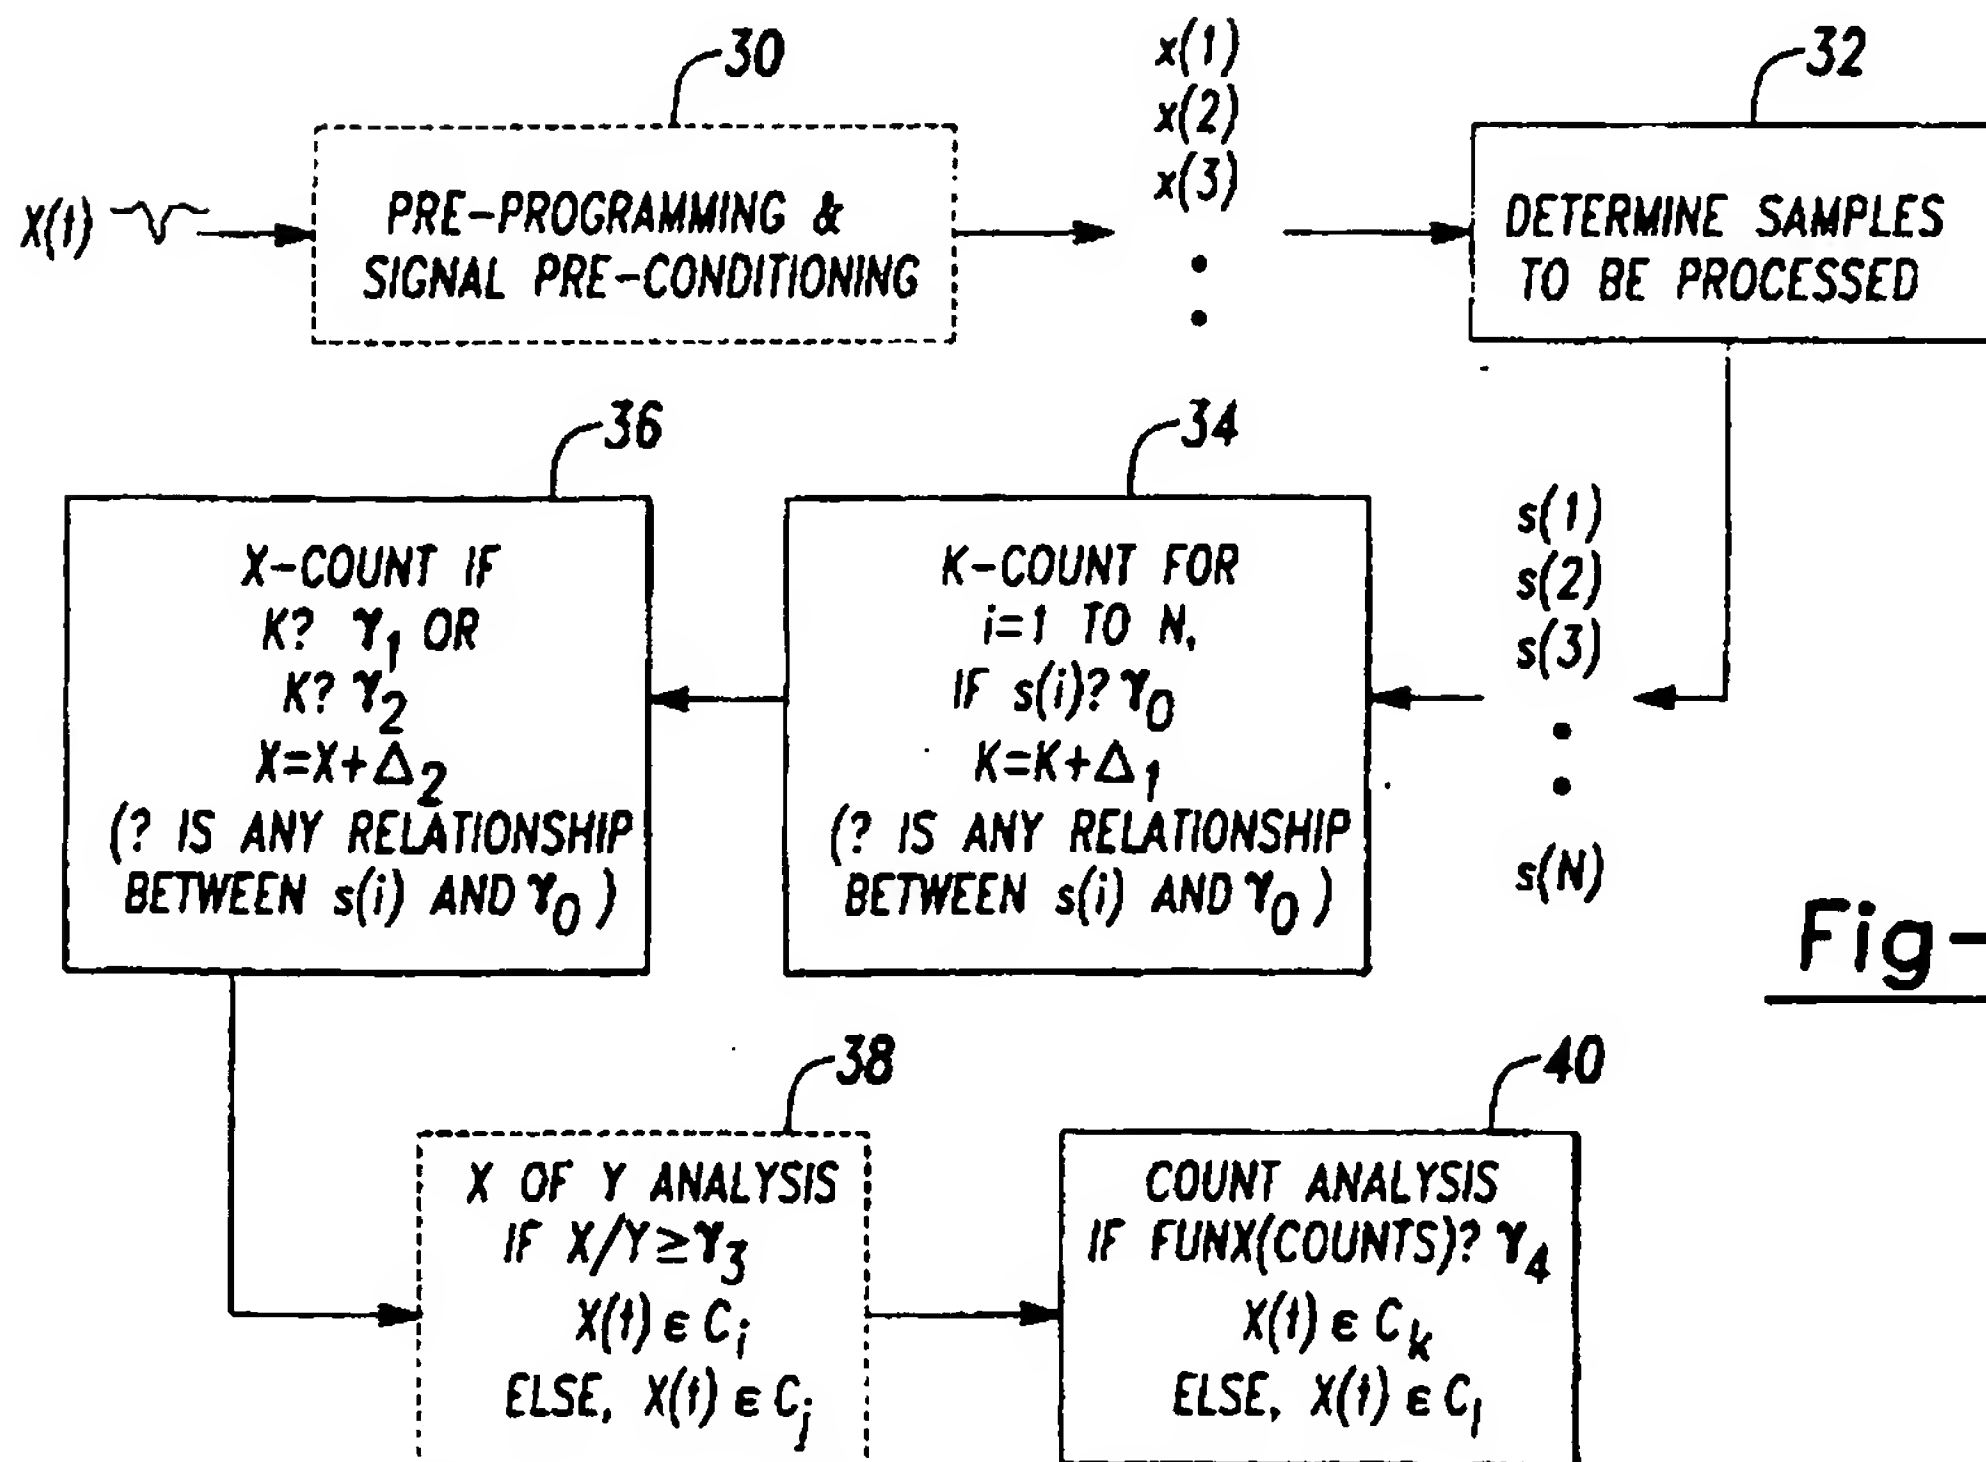 30
x(1)
x(2)
x(3)
32
X(t)
PRE-PROGRAMMING &
SIGNAL PRE-CONDITIONING
DETERMINE SAMPLES
TO BE PROCESSED
36
X-COUNT IF
K? γ1 OR
K? γ2
X=X+Δ2
(? IS ANY RELATIONSHIP
BETWEEN s(i) AND γ0 )
34
K-COUNT FOR
i=1 TO N,
IF s(i)? γ0
K=K+Δ1
(? IS ANY RELATIONSHIP
BETWEEN s(i) AND γ0 )
s(1)
s(2)
s(3)
s(N)
Fig-
38
X OF Y ANALYSIS
IF X/Y≥γ3
X(t) ϵ Ci
ELSE, X(t) ϵ Cj
40
COUNT ANALYSIS
IF FUNX(COUNTS)? γ4
X(t) ϵ Ck
ELSE, X(t) ϵ Cl